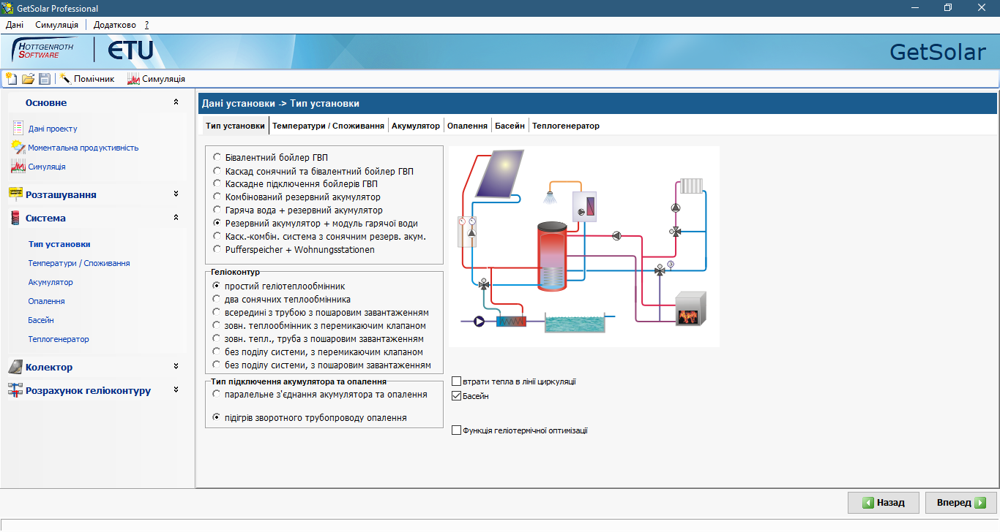 GetSolar Professional
Дані Симуляція Додатково ?
HOTTGENROTH
SOFTWARE
ETU
GetSolar
Помічник Симуляція
Основне
Дані проекту
Моментальна продуктивність
Симуляція
Розташування
Система
Тип установки
Температури / Споживання
Акумулятор
Опалення
Басейн
Теплогенератор
Колектор
Розрахунок геліоконтуру
Дані установки -> Тип установки
Тип установки Температури / Споживання Акумулятор Опалення Басейн Теплогенератор
Бівалентний бойлер ГВП
Каскад сонячний та бівалентний бойлер ГВП
Каскадне підключення бойлерів ГВП
Комбінований резервний акумулятор
Гаряча вода + резервний акумулятор
Резервний акумулятор + модуль гарячої води
Каск.-комбін. система з сонячним резерв. акум.
Pufferspeicher + Wohnungsstationen
Геліоконтур
простий геліотеплообмінник
два сонячних теплообмінника
всередині з трубою з пошаровим завантаженням
зовн. теплообмінник з перемикаючим клапаном
зовн. тепл., труба з пошаровим завантаженням
без поділу системи, з перемикаючим клапаном
без поділу системи, з пошаровим завантаженням
Тип підключення акумулятора та опалення
паралельне з'єднання акумулятора та опалення
підігрів зворотного трубопроводу опалення
втрати тепла в лінії циркуляції
Басейн
Функція геліотермічної оптимізації
Назад
Вперед